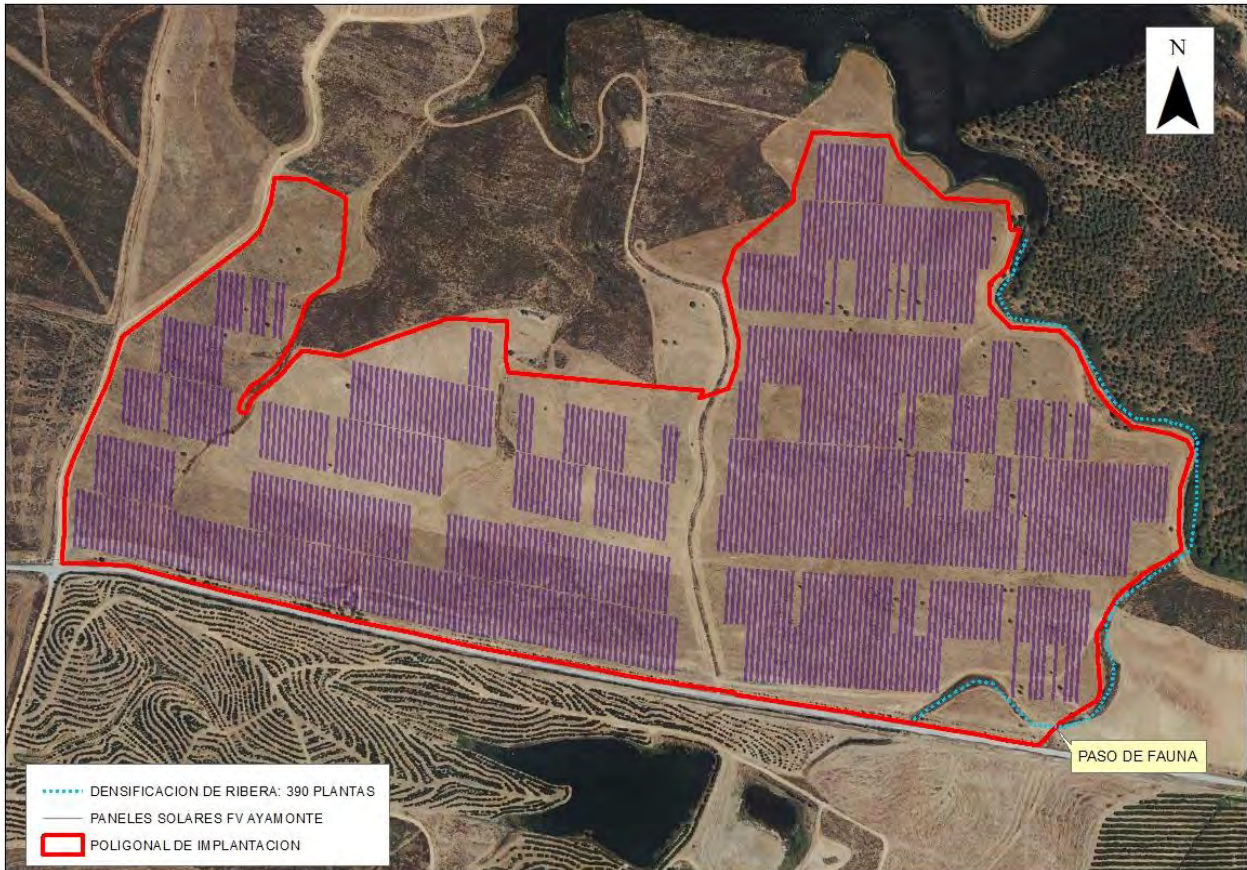 N
PASO DE FAUNA
DENSIFICACION DE RIBERA: 390 PLANTAS
PANELES SOLARES FV AYAMONTE
POLIGONAL DE IMPLANTACION